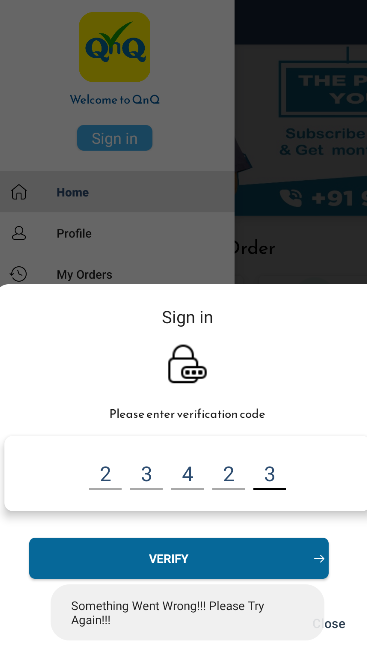 QnQ
Welcome to QnQ
Sign in
Home
Profile
My Orders
THE P
YO
Subscribe
& Get mon
+91 9
Order
Sign in
Please enter verification code
2 3 4 2 3
VERIFY
Something Went Wrong!!! Please Try
Again!!!
Close